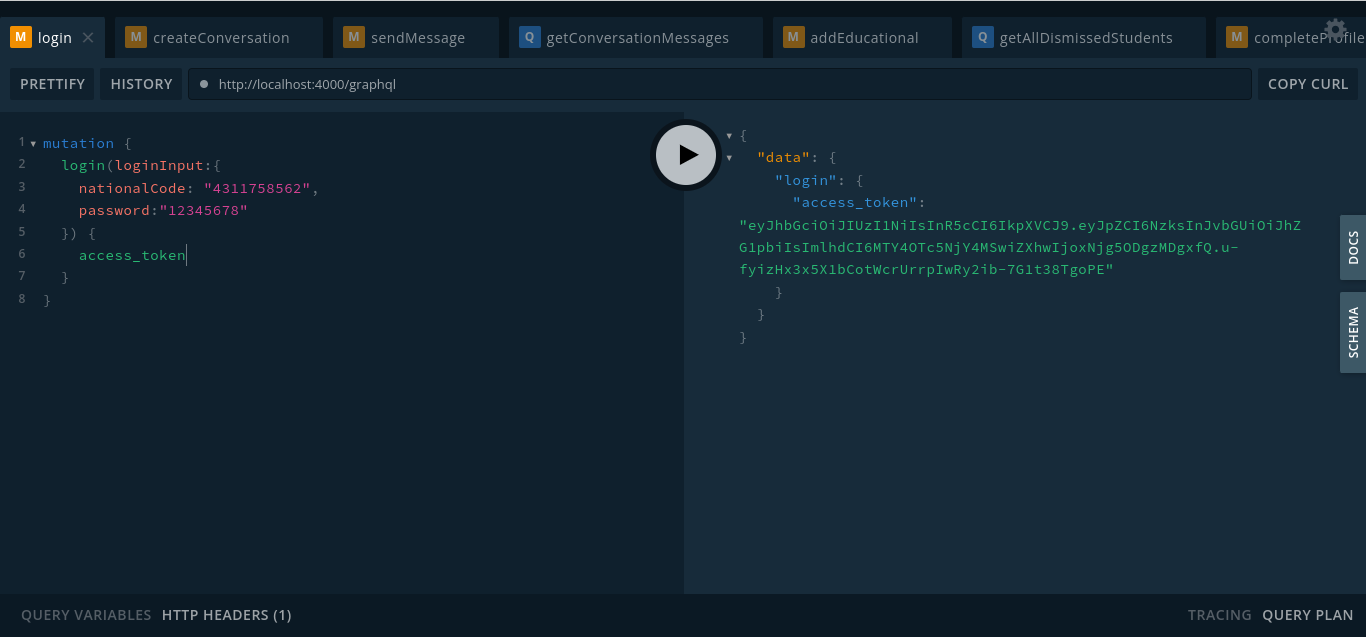 M login × M createConversation M sendMessage Q getConversationMessages M addEducational Q getAllDismissedStudents M completeProfile
PRETTIFY HISTORY http://localhost:4000/graphql COPY CURL
1 mutation {
2 login(loginInput:{
3 nationalCode: "4311758562",
4 password:"12345678"
5 }) {
6 access_token
7 }
8 }
{
"data": {
"login": {
"access_token":
"eyJhbGciOiJIUzI1NiIsInR5cCI6IkpXVCJ9.eyJpZCI6NzksInJvbGUiOiJhZ
G1pbiIsImlhdCI6MTY4OTc5NjY4MSwiZXhwIjoxNjg5ODgzMDgxfQ.u-
fyizHx3x5X1bCotWcrUrrpIwRy2ib-7G1t38TgoPE"
}
}
}
DOCS
SCHEMA
QUERY VARIABLES HTTP HEADERS (1) TRACING QUERY PLAN